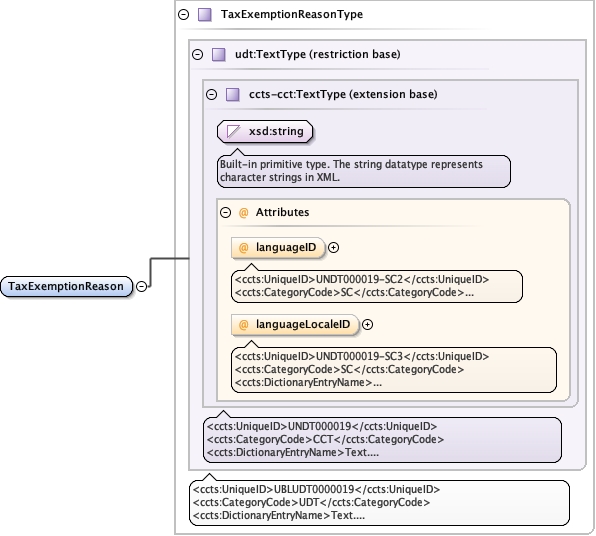 TaxExemptionReasonType
udt:TextType (restriction base)
ccts-cct:TextType (extension base)
xsd:string
Built-in primitive type. The string datatype represents
character strings in XML.
@ Attributes
@ languageID
<ccts:UniqueID>UNDT000019-SC2</ccts:UniqueID>
<ccts:CategoryCode>SC</ccts:CategoryCode>...
TaxExemptionReason
@ languageLocaleID
<ccts:UniqueID>UNDT000019-SC3</ccts:UniqueID>
<ccts:CategoryCode>SC</ccts:CategoryCode>
<ccts:DictionaryEntryName>...
<ccts:UniqueID>UNDT000019</ccts:UniqueID>
<ccts:CategoryCode>CCT</ccts:CategoryCode>
<ccts:DictionaryEntryName>Text....
<ccts:UniqueID>UBLUDT0000019</ccts:UniqueID>
<ccts:CategoryCode>UDT</ccts:CategoryCode>
<ccts:DictionaryEntryName>Text....